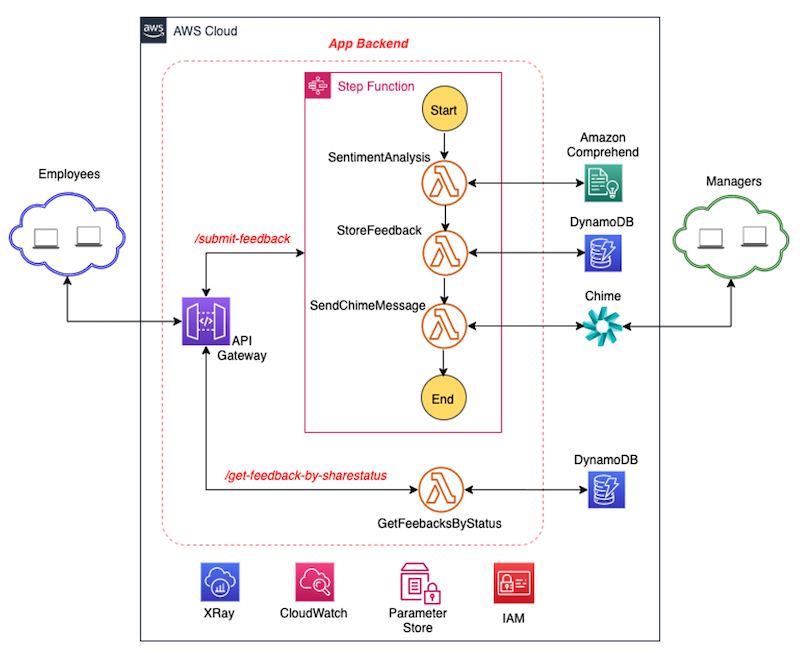 aws
AWS Cloud
App Backend
Step Function
Start
SentimentAnalysis
Amazon
Comprehend
Employees
Managers
StoreFeedback
DynamoDB
/submit-feedback
SendChimeMessage
Chime
API
Gateway
End
/get-feedback-by-sharestatus
DynamoDB
GetFeebacksByStatus
XRay
CloudWatch
Parameter
Store
IAM